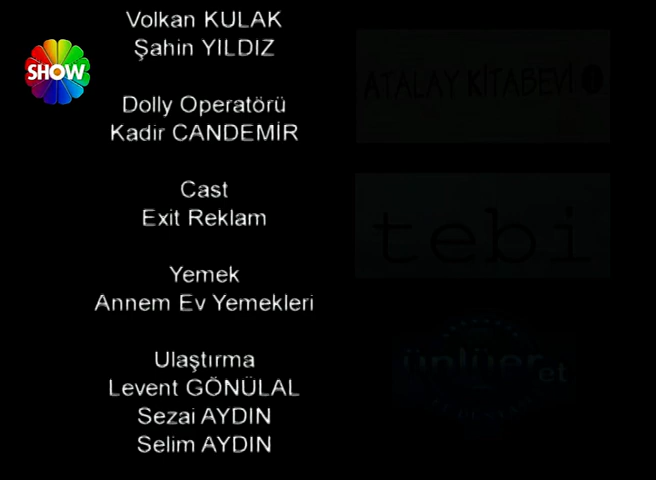 Volkan KULAK
Şahin YILDIZ
SHOW
Dolly Operatörü
Kadir CANDEMİR
Cast
Exit Reklam
Yemek
Annem Ev Yemekleri
Ulaştırma
Levent GÖNÜLAL
Sezai AYDIN
Selim AYDIN
ATALAY KİTABEVİ
tebi
ünlüer et